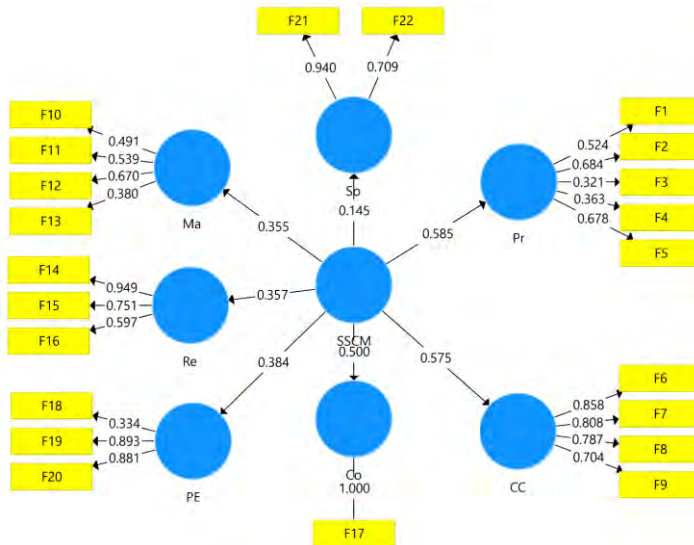 F21
F22
0.940
0.709
Sp
0.145
F10
F11
F12
F13
0.491
0.539
0.670
0.380
Ma
0.355
F1
F2
F3
F4
F5
0.524
0.684
0.321
0.363
0.678
Pr
0.585
F14
F15
F16
0.949
0.751
0.597
Re
0.357
SSCM
0.500
F18
F19
F20
0.334
0.893
0.881
PE
0.384
Co
1.000
F17
F6
F7
F8
F9
0.858
0.808
0.787
0.704
CC
0.575